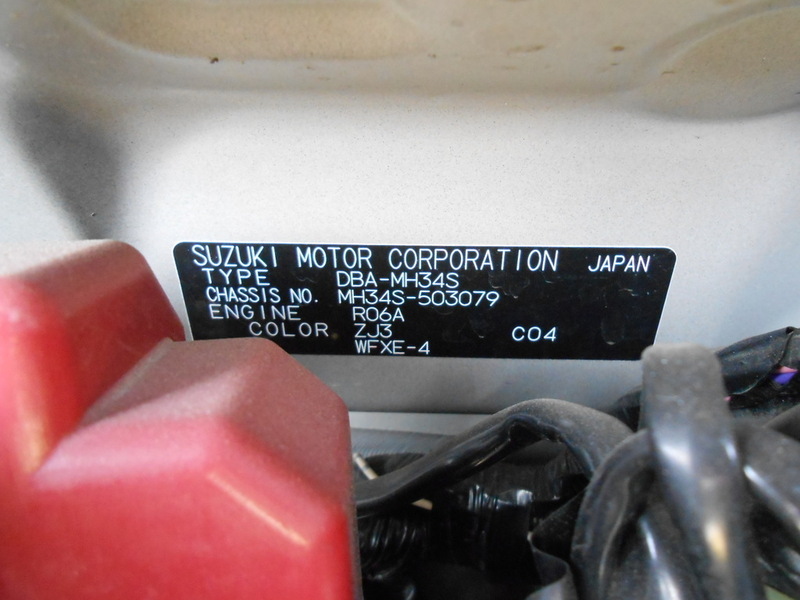 SUZUKI MOTOR CORPORATION JAPAN
TYPE DBA-MH34S
CHASSIS NO. MH34S-503079
ENGINE R06A
COLOR ZJ3 C04
WFXE-4